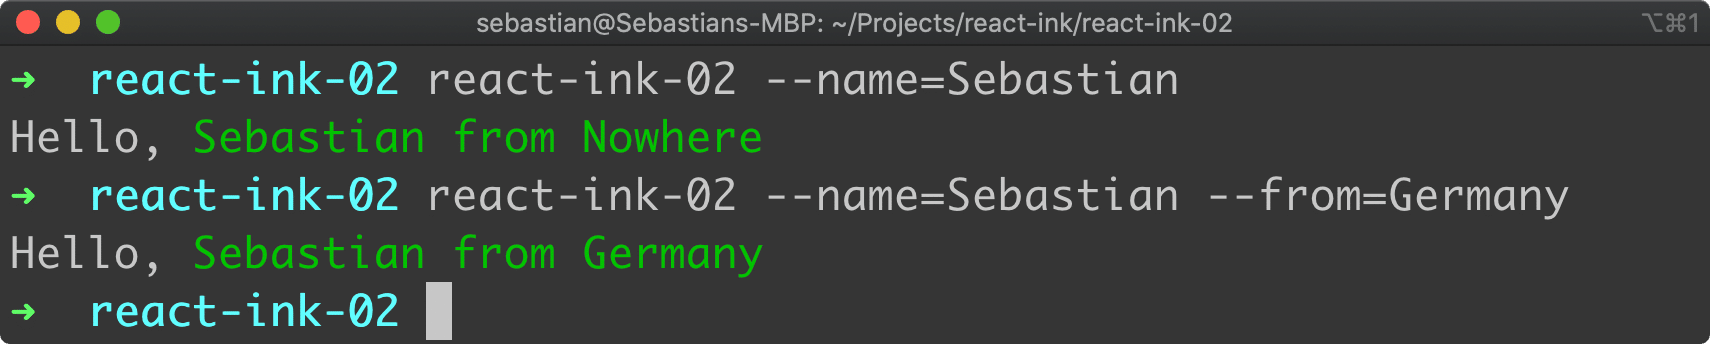 sebastian@Sebastians-MBP: ~/Projects/react-ink/react-ink-02 ⌥⌘1
➜ react-ink-02 react-ink-02 --name=Sebastian
Hello, Sebastian from Nowhere
➜ react-ink-02 react-ink-02 --name=Sebastian --from=Germany
Hello, Sebastian from Germany
➜ react-ink-02